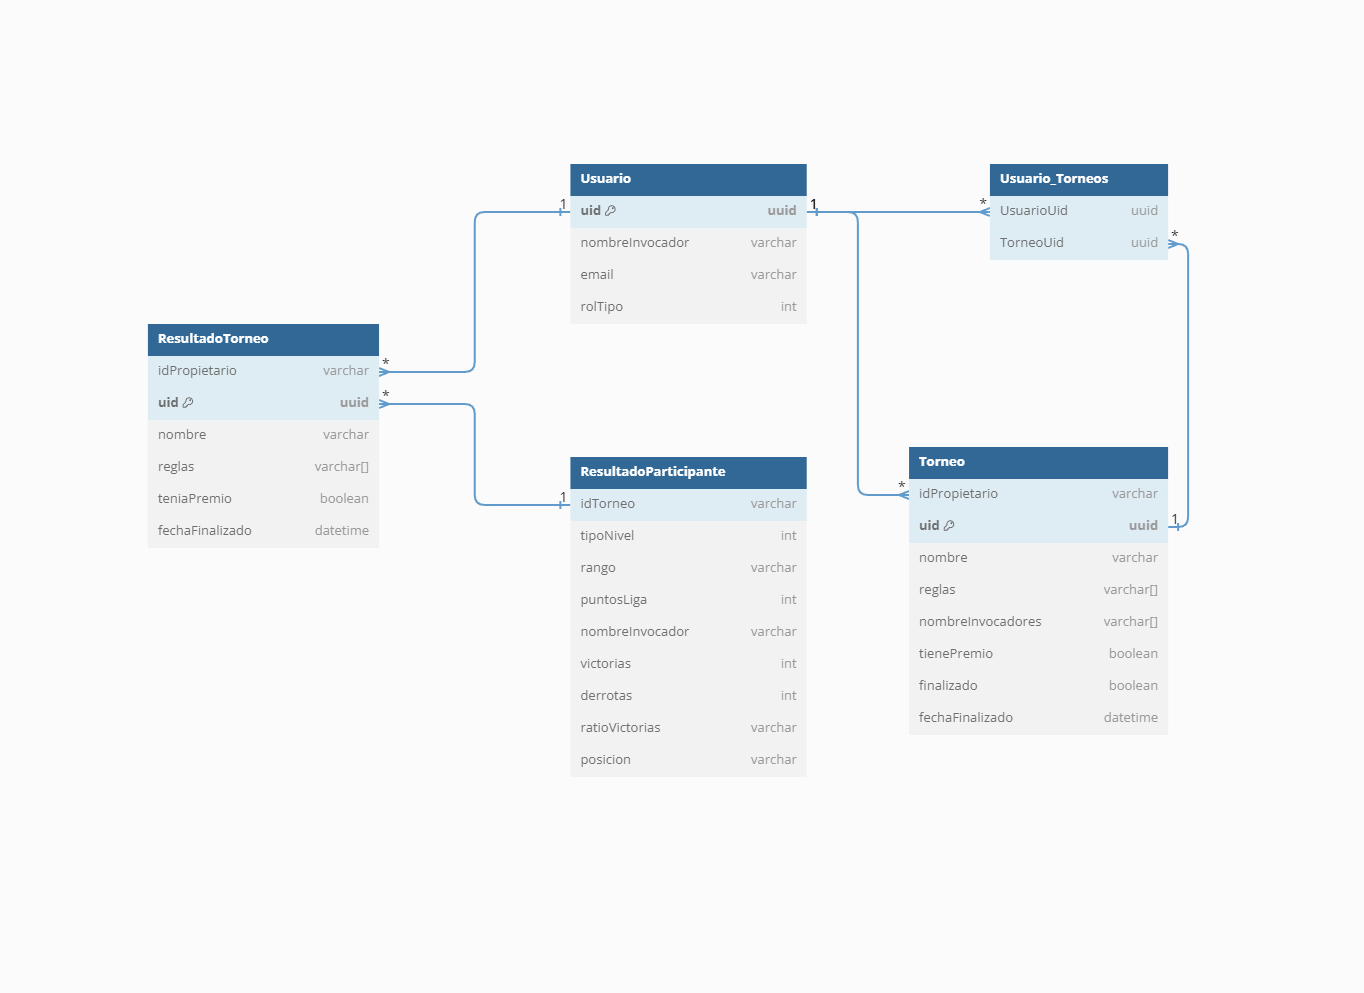 Usuario
uid uuid
nombreInvocador varchar
email varchar
rolTipo int
1
1
Usuario_Torneos
UsuarioUid uuid
TorneoUid uuid
*
*
ResultadoTorneo
idPropietario varchar
uid uuid
nombre varchar
reglas varchar[]
teniaPremio boolean
fechaFinalizado datetime
*
*
ResultadoParticipante
idTorneo varchar
tipoNivel int
rango varchar
puntosLiga int
nombreInvocador varchar
victorias int
derrotas int
ratioVictorias varchar
posicion varchar
1
Torneo
idPropietario varchar
uid uuid
nombre varchar
reglas varchar[]
nombreInvocadores varchar[]
tienePremio boolean
finalizado boolean
fechaFinalizado datetime
*
1